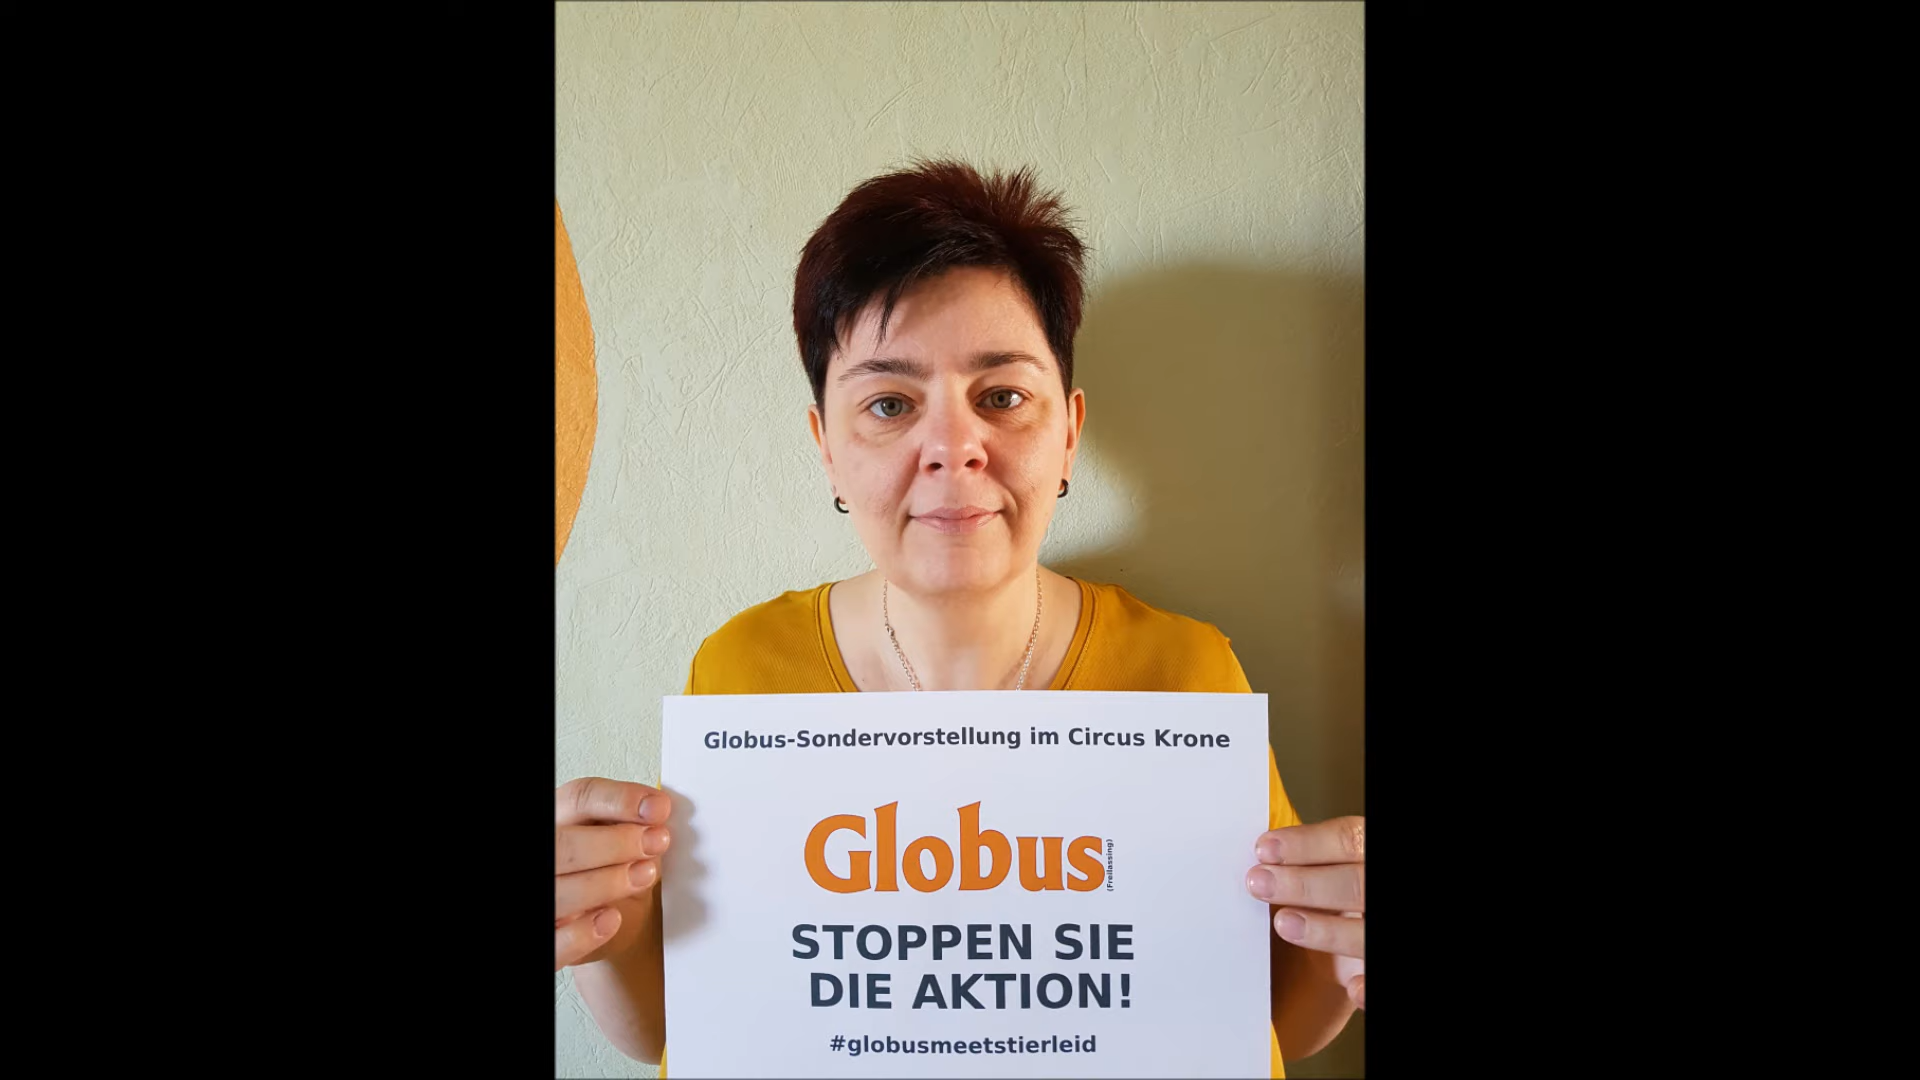 Globus-Sondervorstellung im Circus Krone
Globus
(Freilassing)
STOPPEN SIE
DIE AKTION!
#globusmeetstierleid